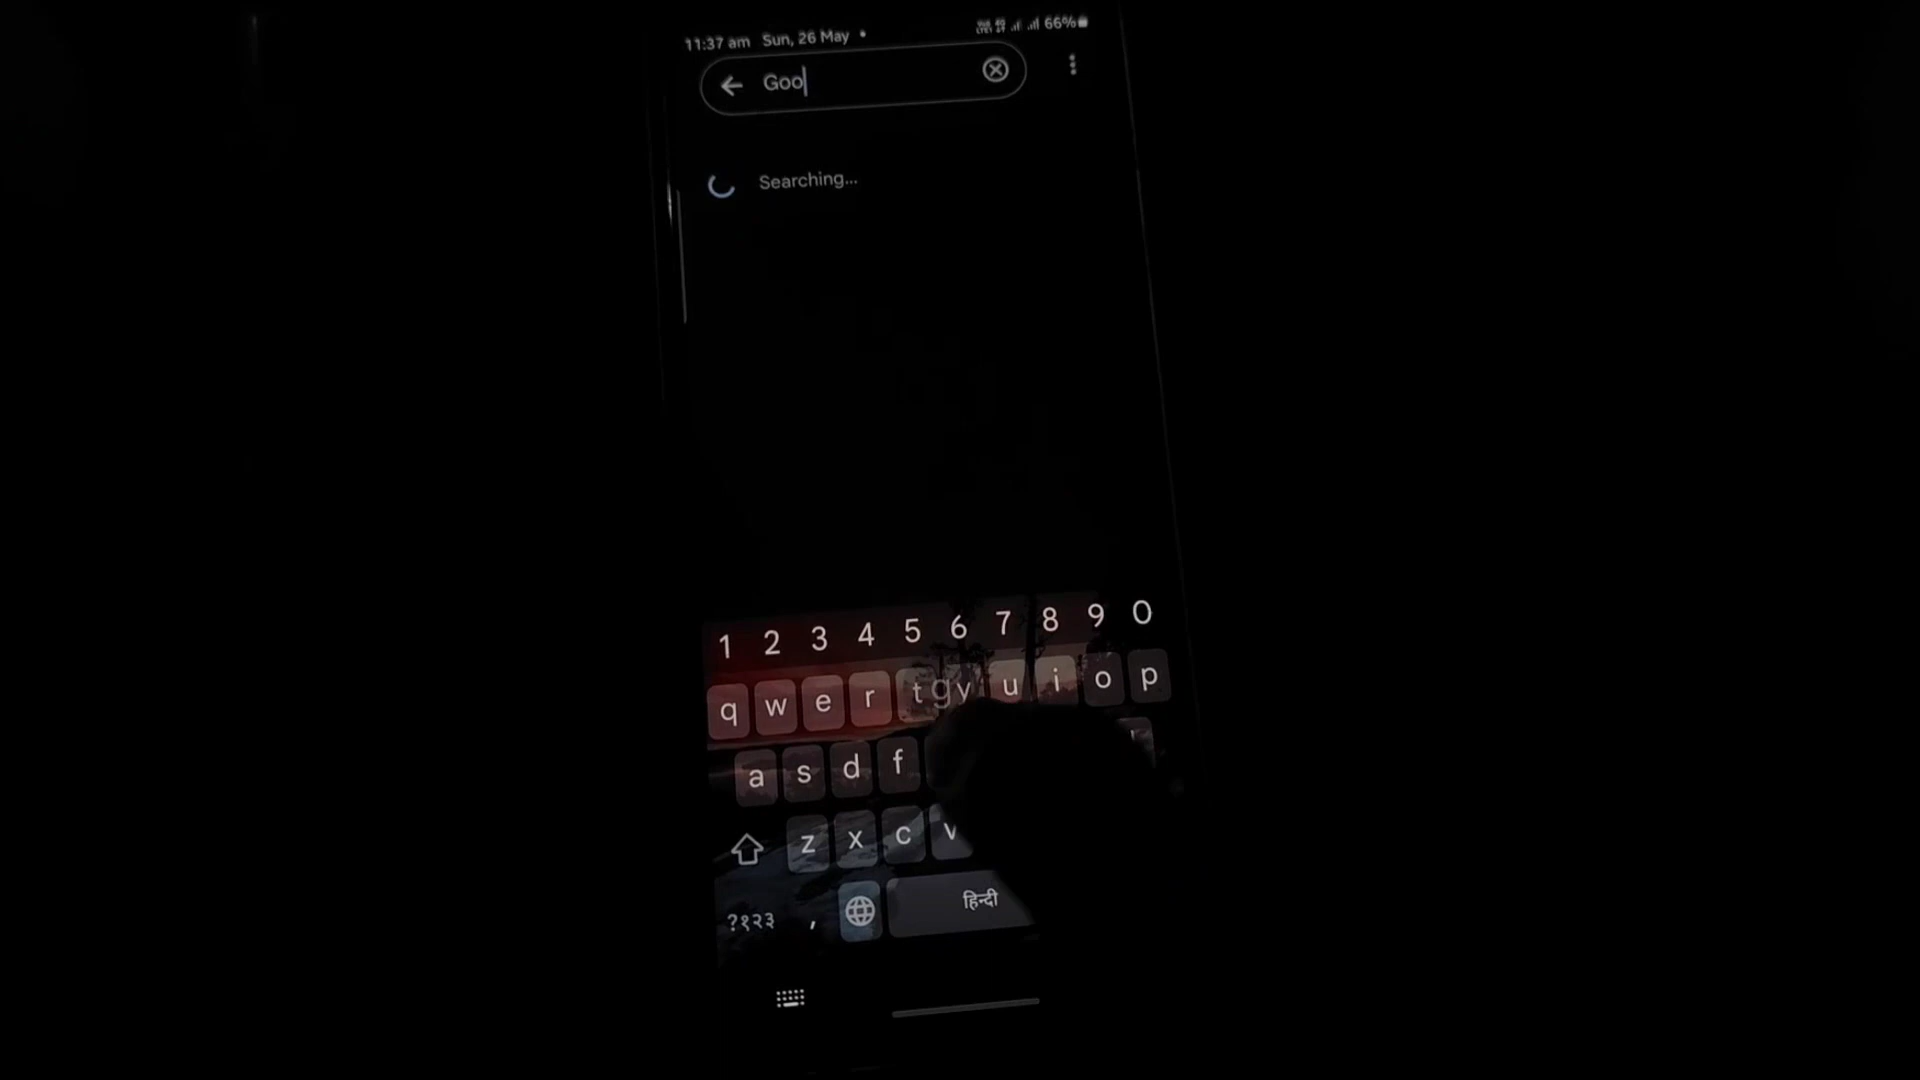 11:37 am Sun, 26 May • 66%
Goo
Searching...
1 2 3 4 5 6 7 8 9 0
q w e r t g y u i o p
a s d f
z x c v
?१२३ , हिन्दी